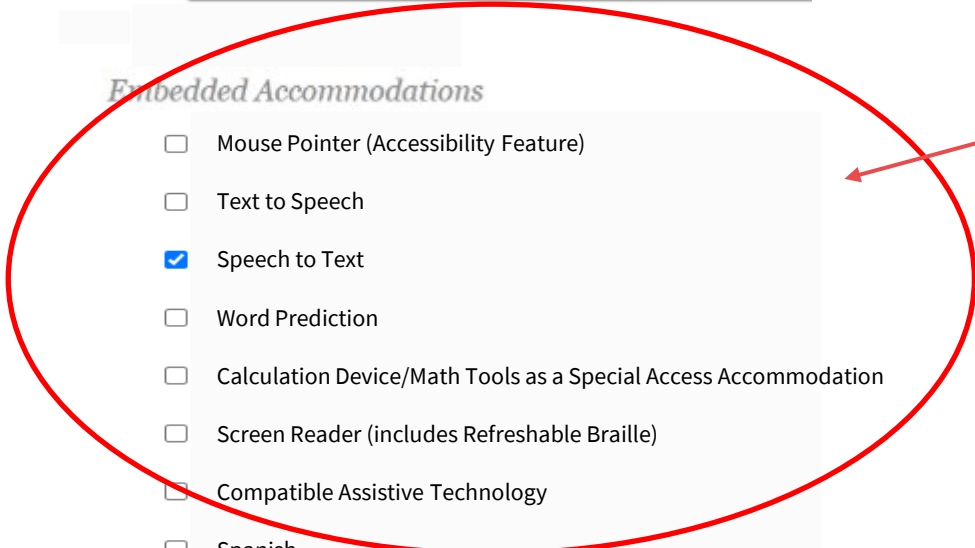 Embedded Accommodations
Mouse Pointer (Accessibility Feature)
Text to Speech
Speech to Text
Word Prediction
Calculation Device/Math Tools as a Special Access Accommodation
Screen Reader (includes Refreshable Braille)
Compatible Assistive Technology
Spanish